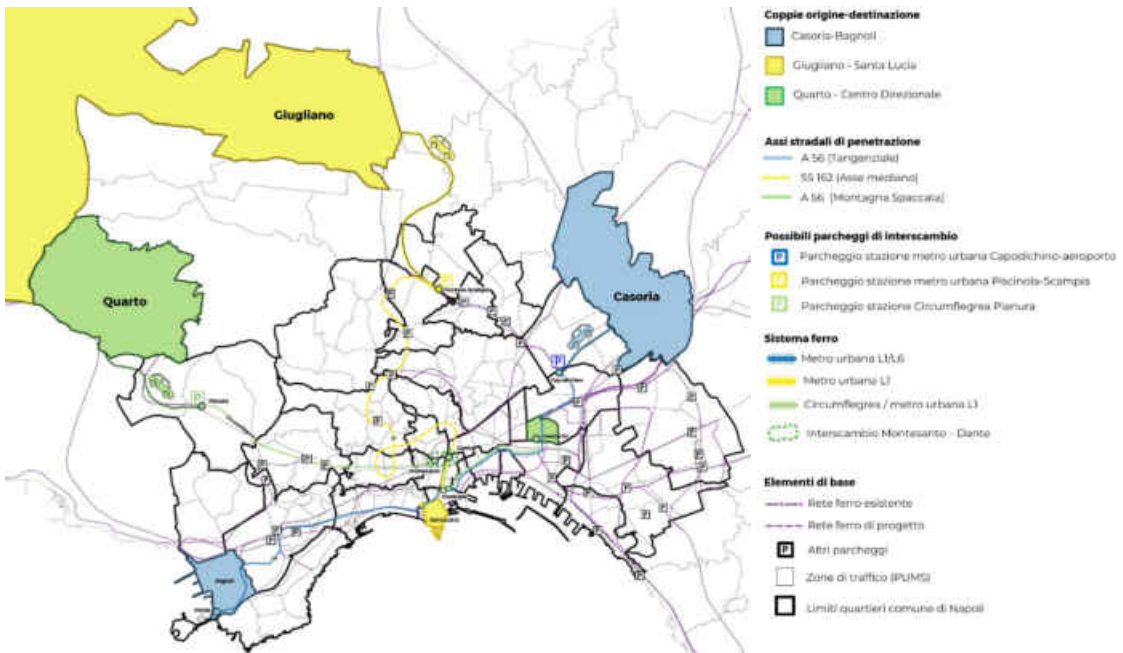 Giugliano
Quarto
Casoria
Pianura
Bagnoli
Coppie origine-destinazione
Casoria-Bagnoli
Giugliano - Santa Lucia
Quarto - Centro Direzionale
Assi stradali di penetrazione
A 56 (Tangenziale)
SS 162 (Asse mediano)
A 56 (Montagna Spaccata)
Possibili parcheggi di interscambio
P Parcheggio stazione metro urbana Capodichino-aeroporto
P Parcheggio stazione metro urbana Piscinola-Scampia
P Parcheggio stazione Circumflegrea Pianura
Sistema ferro
Metro urbana L1/L6
Metro urbana L1
Circumflegrea / metro urbana L1
Interscambio Montesanto - Dante
Elementi di base
Rete ferro esistente
Rete ferro di progetto
P Altri parcheggi
Zone di traffico (PUMS)
Limiti quartieri comune di Napoli